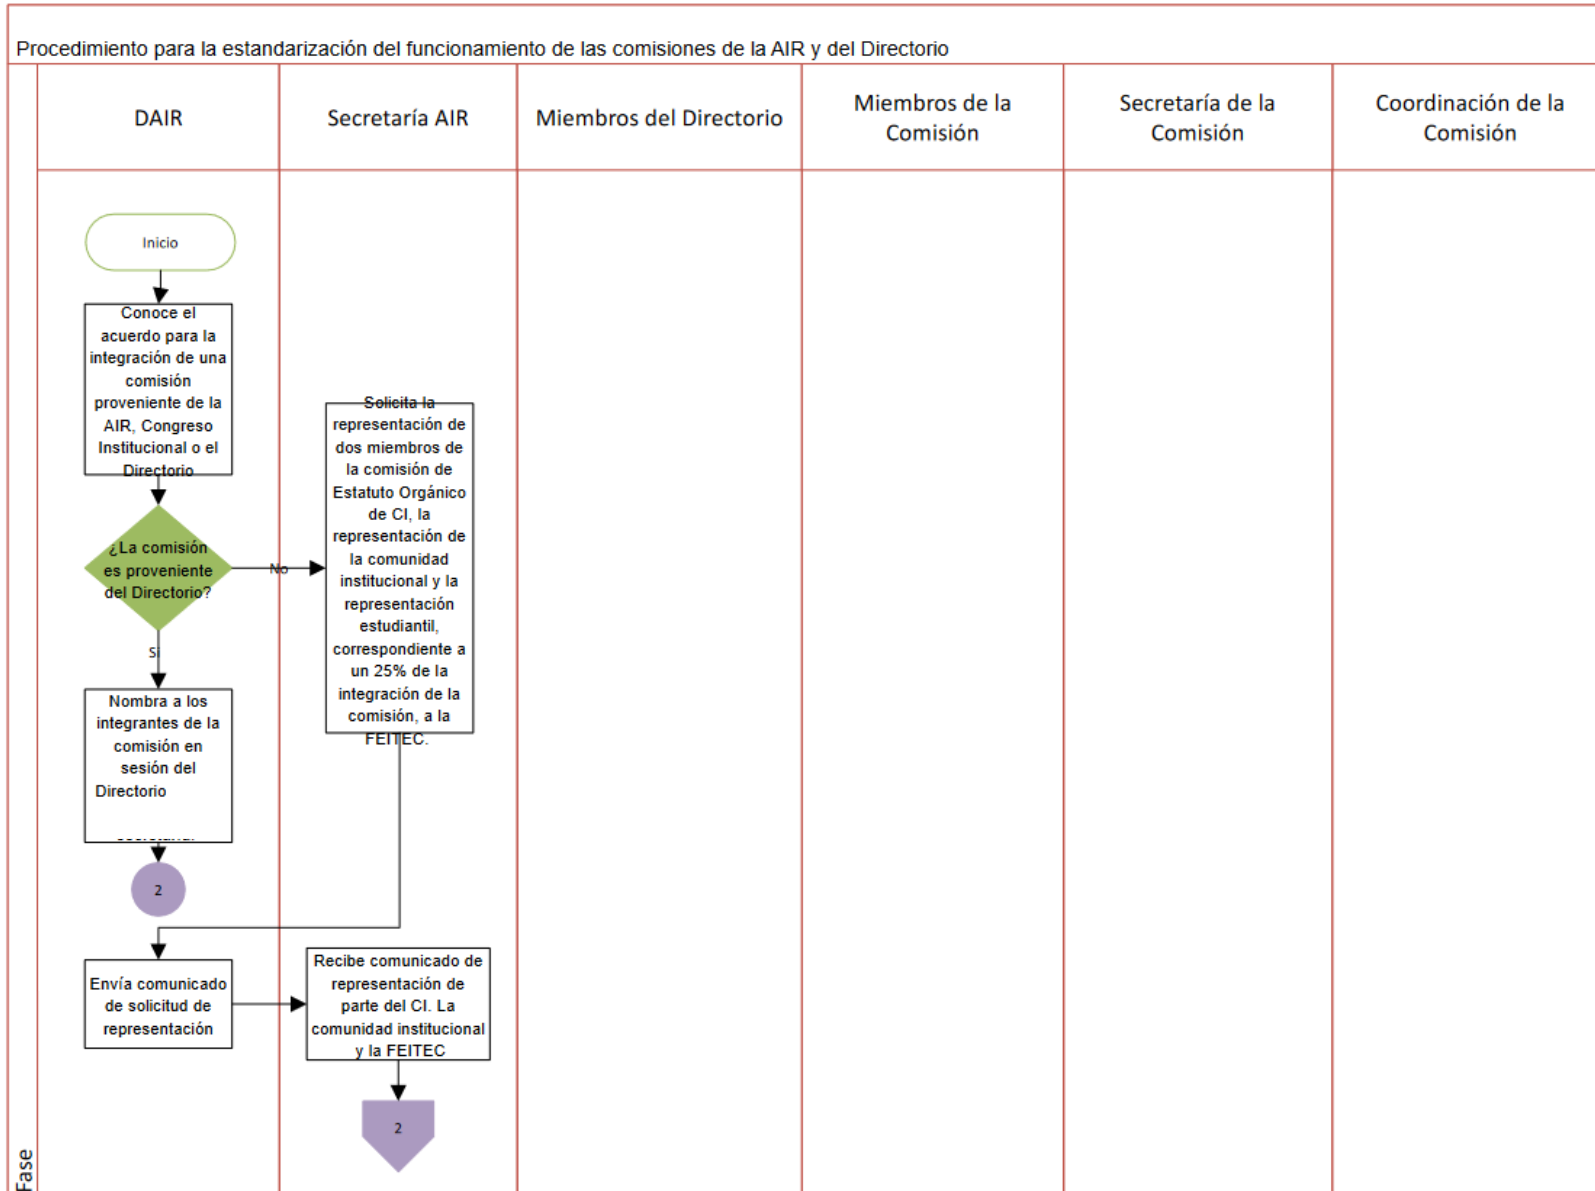 Procedimiento para la estandarización del funcionamiento de las comisiones de la AIR y del Directorio
DAIR
Secretaría AIR
Miembros del Directorio
Miembros de la
Comisión
Secretaría de la
Comisión
Coordinación de la
Comisión
Inicio
Conoce el
acuerdo para la
integración de una
comisión
proveniente de la
AIR, Congreso
Institucional o el
Directorio
¿La comisión
es proveniente
del Directorio?
No
Si
Solicita la
representación de
dos miembros de
la comisión de
Estatuto Orgánico
de CI, la
representación de
la comunidad
institucional y la
representación
estudiantil,
correspondiente a
un 25% de la
integración de la
comisión, a la
FEITEC.
Nombra a los
integrantes de la
comisión en
sesión del
Directorio
2
Envía comunicado
de solicitud de
representación
Recibe comunicado de
representación de
parte del CI. La
comunidad institucional
y la FEITEC
2
Fase